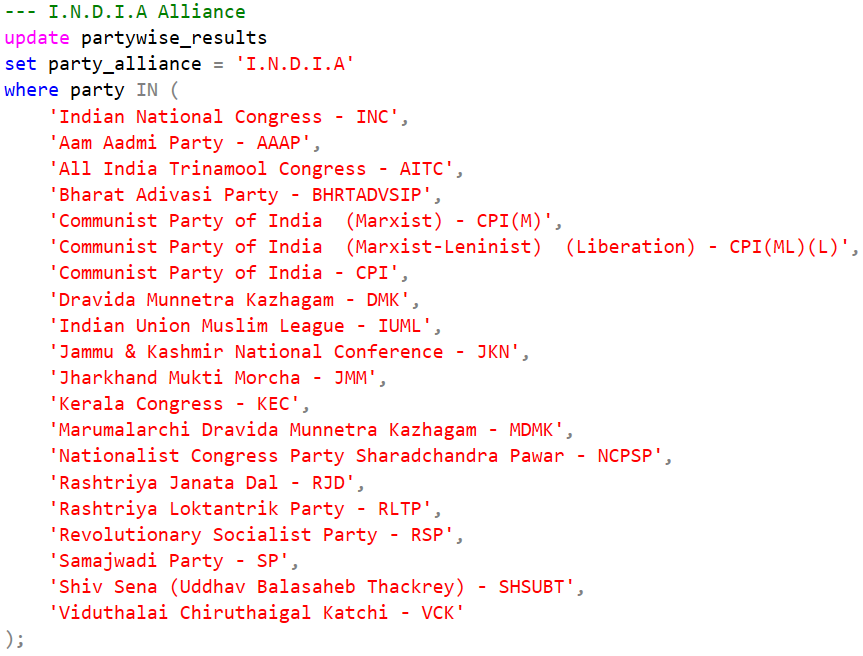 --- I.N.D.I.A Alliance
update partywise_results
set party_alliance = 'I.N.D.I.A'
where party IN (
    'Indian National Congress - INC',
    'Aam Aadmi Party - AAAP',
    'All India Trinamool Congress - AITC',
    'Bharat Adivasi Party - BHRTADVSIP',
    'Communist Party of India  (Marxist) - CPI(M)',
    'Communist Party of India  (Marxist-Leninist)  (Liberation) - CPI(ML)(L)',
    'Communist Party of India - CPI',
    'Dravida Munnetra Kazhagam - DMK',
    'Indian Union Muslim League - IUML',
    'Jammu & Kashmir National Conference - JKN',
    'Jharkhand Mukti Morcha - JMM',
    'Kerala Congress - KEC',
    'Marumalarchi Dravida Munnetra Kazhagam - MDMK',
    'Nationalist Congress Party Sharadchandra Pawar - NCPSP',
    'Rashtriya Janata Dal - RJD',
    'Rashtriya Loktantrik Party - RLTP',
    'Revolutionary Socialist Party - RSP',
    'Samajwadi Party - SP',
    'Shiv Sena (Uddhav Balasaheb Thackrey) - SHSUBT',
    'Viduthalai Chiruthaigal Katchi - VCK'
);